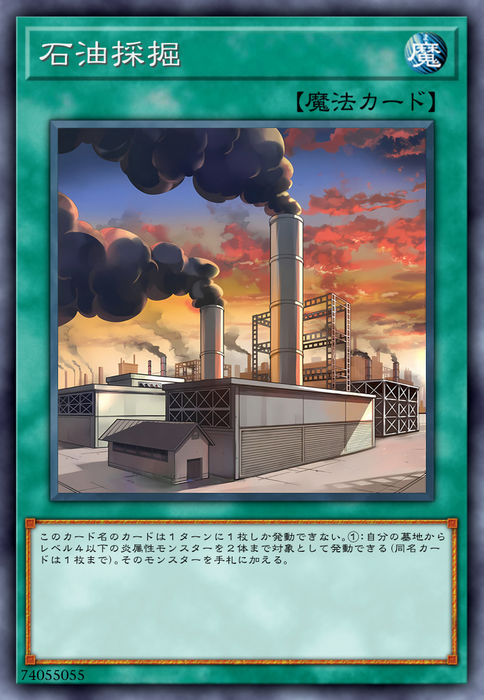 石油採掘
魔
【魔法カード】
このカード名のカードは１ターンに１枚しか発動できない。①：自分の墓地から
レベル４以下の炎属性モンスターを２体まで対象として発動できる（同名カー
ドは１枚まで）。そのモンスターを手札に加える。
74055055